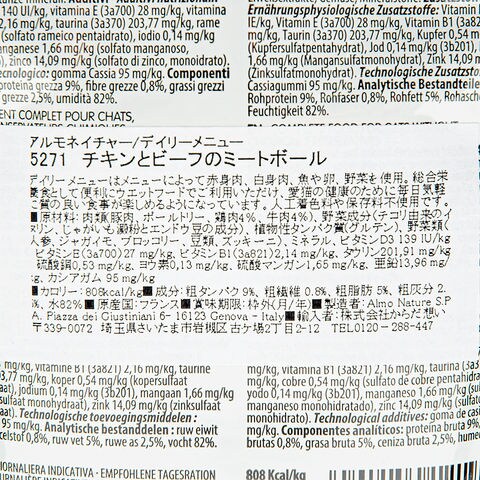 140 UI/kg, Vitamina E (3a700) 28 mg/kg, Vitamina
2,16 mg/kg, taurina (3a370) 203,77 mg/kg, rame
(solfato rameico pentaidrato), iodio 0,14 mg/kg
manganese 1,66 mg/kg (solfato manganoso,
zinco 14,09 mg/kg (solfato di zinco, monoidrato).
tecnologico: gomma Cassia 95 mg/kg. Componenti
proteina grezza 9%, fibre grezze 0,8%, grassi grezzi
grezze 2,5%, umidità 82%.
ENT COMPLET POUR CHATS,
Ernährungsphysiologische Zusatzstoffe:
IE/kg, Vitamin E (3a700) 28 mg/kg, Vitamin B1 (3a821)
mg/kg, Taurin (3a370) 203,77 mg/kg, Kupfer 0,54 mg/kg
(Kupfersulfatpentahydrat), Jod 0,14 mg/kg (3b201),
1,66 mg/kg (Mangansulfatmonohydrat), Zink 14,09 mg/kg
(Zinksulfatmonohydrat). Technologische Zusatzstoffe
Cassiagummi 95 mg/kg. Analytische Bestandteile
Rohprotein 9%, Rohfaser 0,8%, Rohfett 5%, Rohasche
Feuchtigkeit 82%.
アルモネイチャー/デイリーメニュー
5271 チキンとビーフのミートボール
デイリーメニューはメニューによって赤身肉、白身肉、魚や卵、野菜を使用。総合栄
養食として便利にウエットフードでご利用いただけ、愛猫の健康のために毎日気軽
に質の良い食事が楽しめるようになっています。人工着色料や保存料不使用です。
■原材料:肉類(豚肉、ポールトリー、鶏肉4%、牛肉4%)、野菜成分(チコリ由来のイ
ヌリン、じゃがいも澱粉とエンドウ豆の成分)、植物性タンパク質(グルテン)、野菜類(
人参、ジャガイモ、ブロッコリー、豆類、ズッキーニ)、ミネラル、ビタミンD3 139 IU/k
g、ビタミンE(3a700) 27 mg/kg、ビタミンB1(3a821)2,14 mg/kg、タウリン201,91 mg/kg
、硫酸銅0,53 mg/kg、ヨウ素0,13 mg/kg、硫酸マンガン1,65 mg/kg、亜鉛13,96 m
g/kg、カシアガム 95 mg/kg
■カロリー:808kcal/kg■成分:粗タンパク9%、粗繊維0.8%、粗脂肪5%、粗灰分2.
5%、水82%■原産国:フランス■賞味期限:枠外(月/年)■製造者:Almo Nature S.P
.A. Piazza dei Giustiniani 6- 16123 Genova - Italy■輸入者:株式会社からだ想い
〒339-0072 埼玉県さいたま市岩槻区古ケ場2丁目2-12 TEL0120-288-447
mg/kg, vitamine B1 (3a821) 2,16 mg/kg, taurine
203,77 mg/kg, koper 0,54 mg/kg (kopersulfaat
jodium 0,14 mg/kg (3b201), mangaan 1,66 mg/kg
(zinksulfaat
monohydraat). Technologische toevoegingsmiddelen:
95 mg/kg. Analytische bestanddelen: ruw eiwit
celstof 0,8%, ruw vet 5%, ruwe as 2,5%, vocht 82%.
mg/kg, vitamina B1 (3a821) 2,16 mg/kg, taurina
mg/kg, cobre 0,54 mg/kg (sulfato de cobre pentahidratado
yodo 0,14 mg/kg (3b201), manganeso 1,66 mg/kg
manganoso monohidratado), zinc 14,09 mg/kg (sulfato
monohidratado). Technological additives: goma de cassia
mg/kg. Componentes analíticos: proteína bruta 9%
brutas 0,8%, grasa bruta 5%, ceniza bruta 2,5%, humedad
GIORNALIERA INDICATIVA - EMPFOHLENE TAGESRATION
808 Kcal/kg